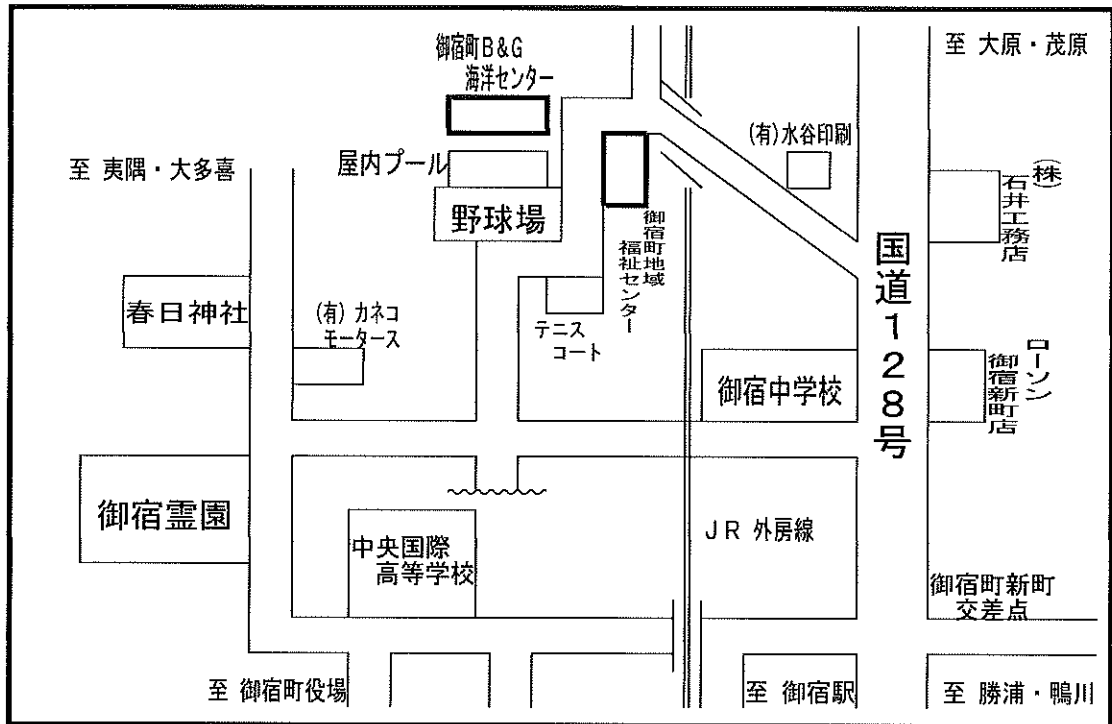 御宿町B&G
海洋センター
至 大原・茂原
(有)水谷印刷
至 夷隅・大多喜
屋内プール
野球場
(株)
石井工務店
御宿町地域
福祉センター
国道128号
春日神社
(有) カネコ
モータース
テニス
コート
御宿中学校
ローソン
御宿新町店
御宿霊園
中央国際
高等学校
JR 外房線
御宿町新町
交差点
至 御宿町役場
至 御宿駅
至 勝浦・鴨川